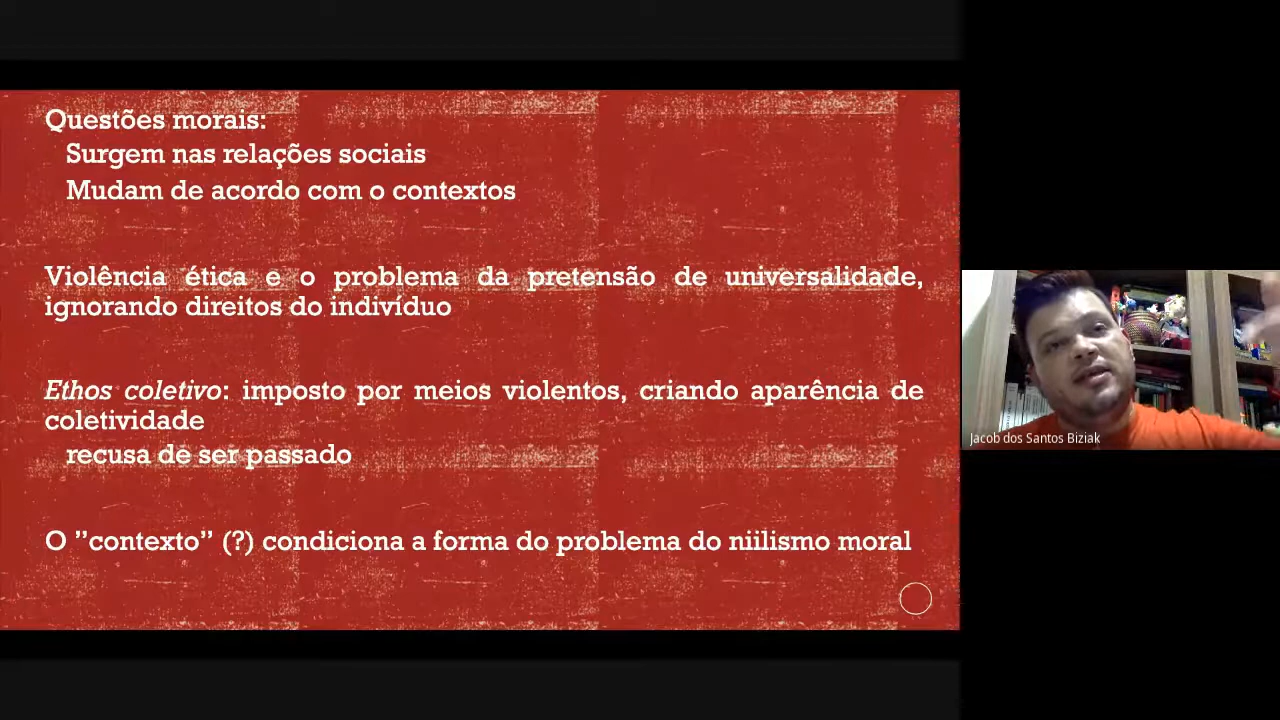 Questões morais:
Surgem nas relações sociais
Mudam de acordo com o contextos
Violência ética e o problema da pretensão de universalidade,
ignorando direitos do indivíduo
Ethos coletivo: imposto por meios violentos, criando aparência de
coletividade
recusa de ser passado
O ”contexto” (?) condiciona a forma do problema do niilismo moral
Jacob dos Santos Biziak